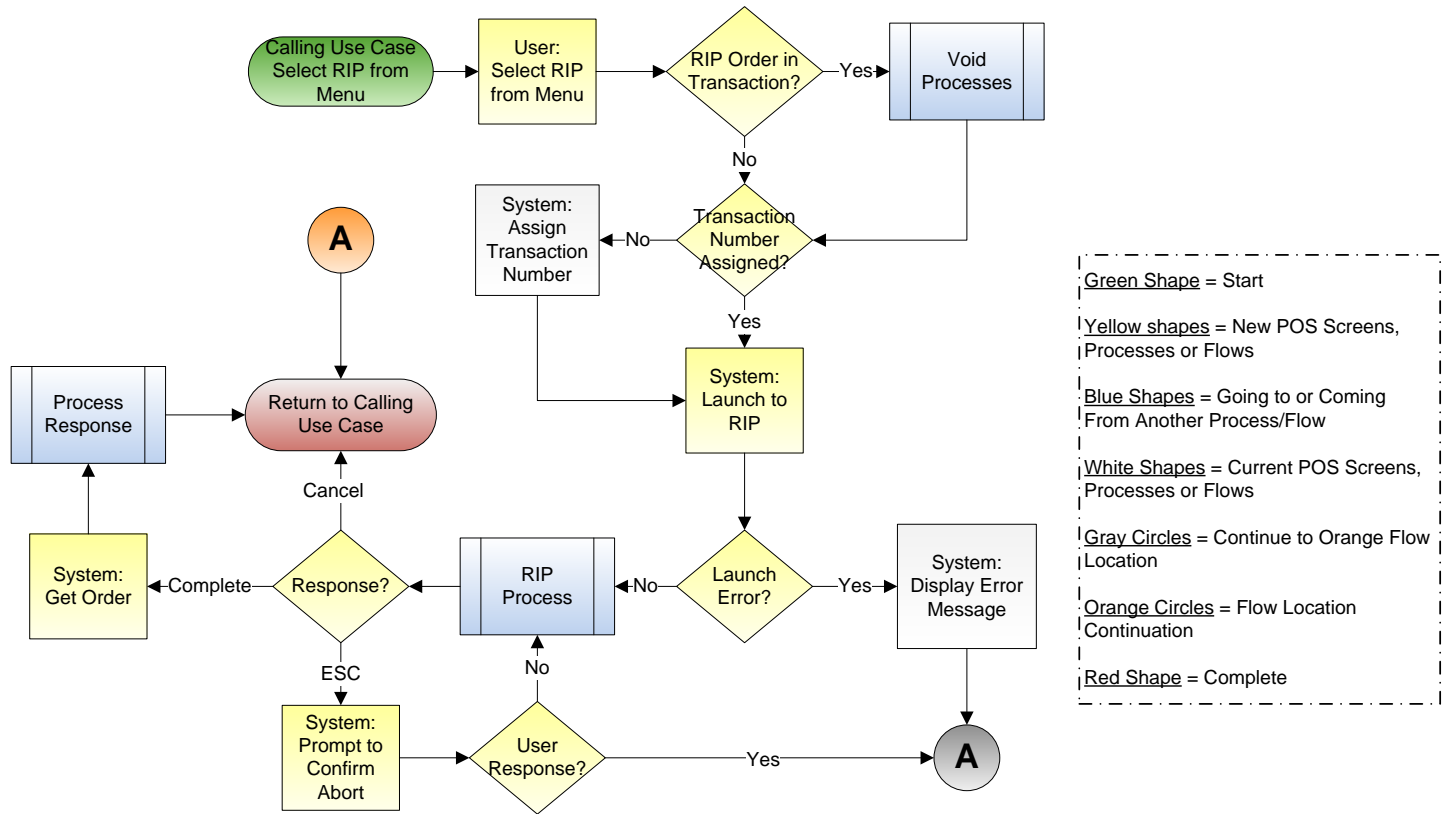 Calling Use Case
Select RIP from
Menu
User:
Select RIP
from Menu
RIP Order in
Transaction?
Yes
Void
Processes
No
System:
Assign
Transaction
Number
No
Transaction
Number
Assigned?
A
Yes
Process
Response
Return to Calling
Use Case
System:
Launch to
RIP
Cancel
System:
Get Order
Complete
Response?
RIP
Process
No
Launch
Error?
Yes
System:
Display Error
Message
ESC
No
System:
Prompt to
Confirm
Abort
User
Response?
Yes
A
Green Shape = Start
Yellow shapes = New POS Screens,
Processes or Flows
Blue Shapes = Going to or Coming
From Another Process/Flow
White Shapes = Current POS Screens,
Processes or Flows
Gray Circles = Continue to Orange Flow
Location
Orange Circles = Flow Location
Continuation
Red Shape = Complete